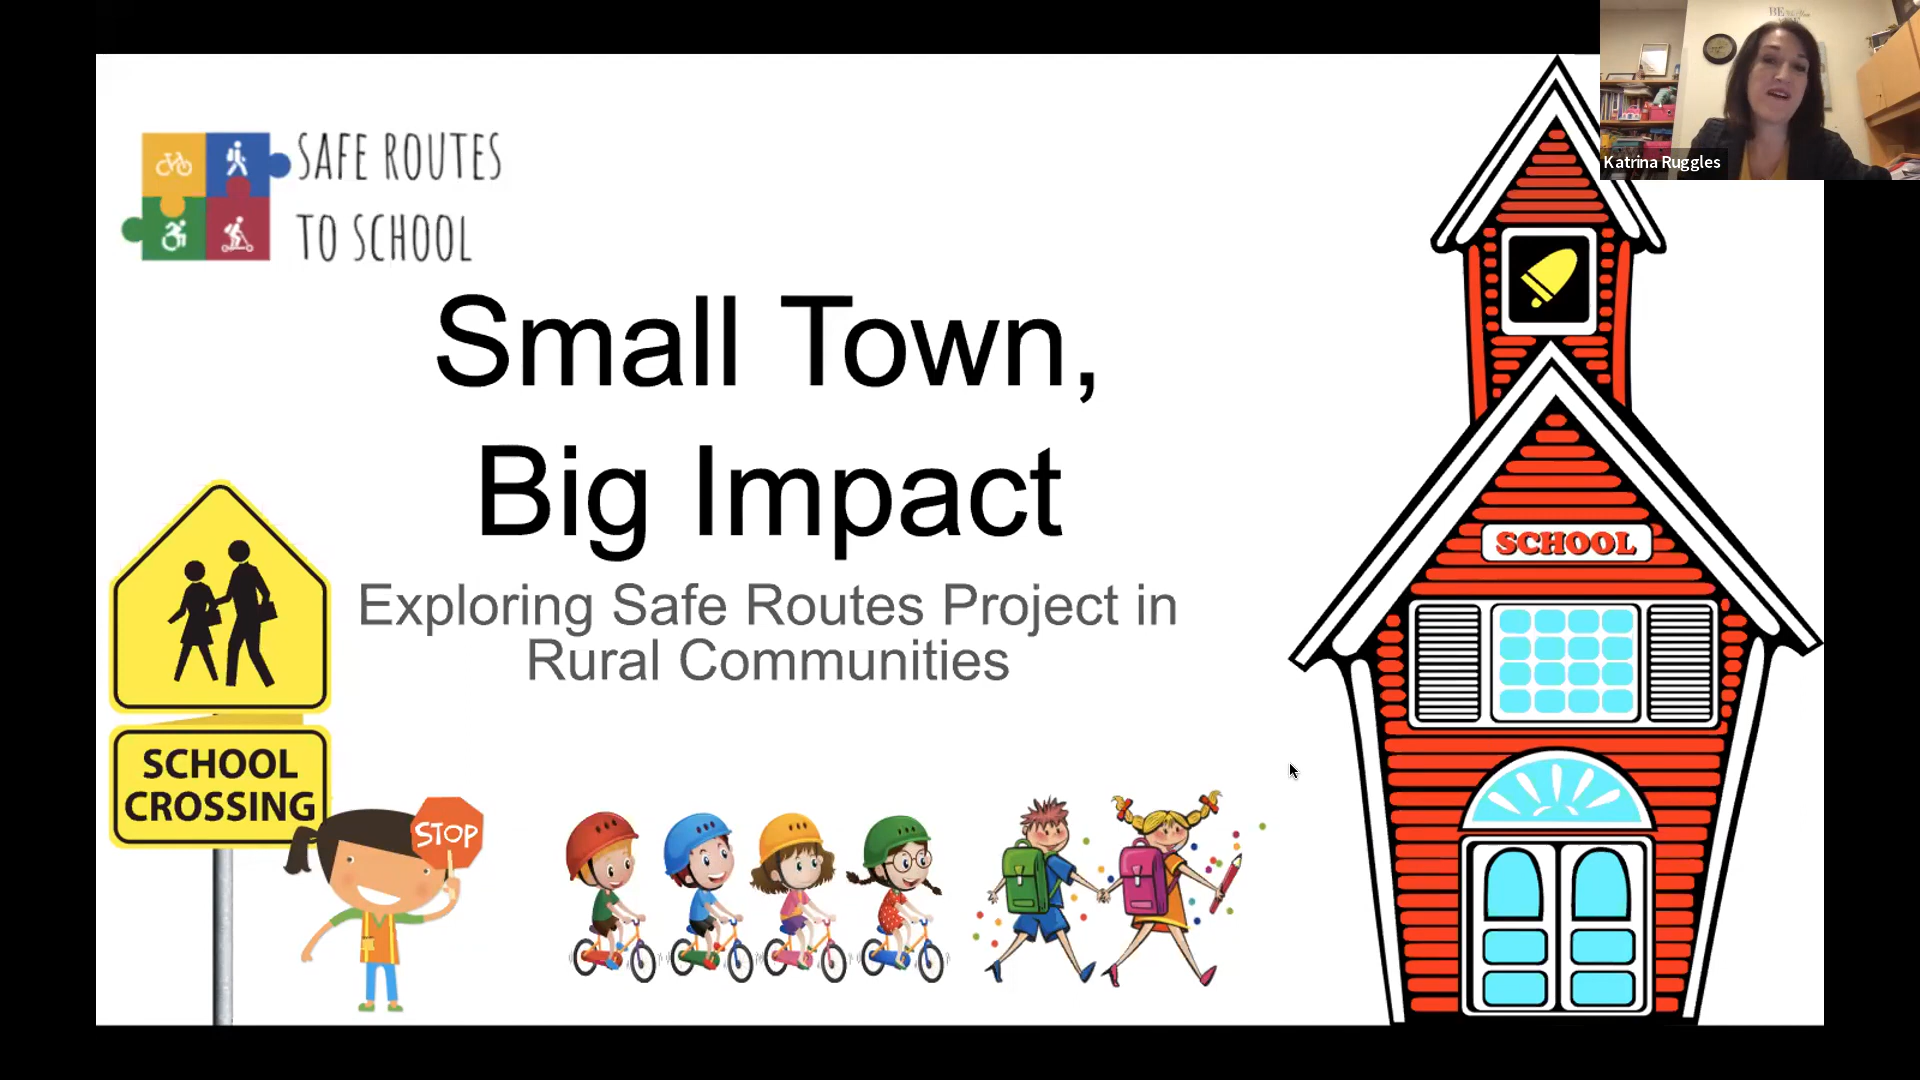 SAFE ROUTES
TO SCHOOL
Katrina Ruggles
Small Town,
Big Impact
Exploring Safe Routes Project in
Rural Communities
SCHOOL
SCHOOL
CROSSING
STOP
BE